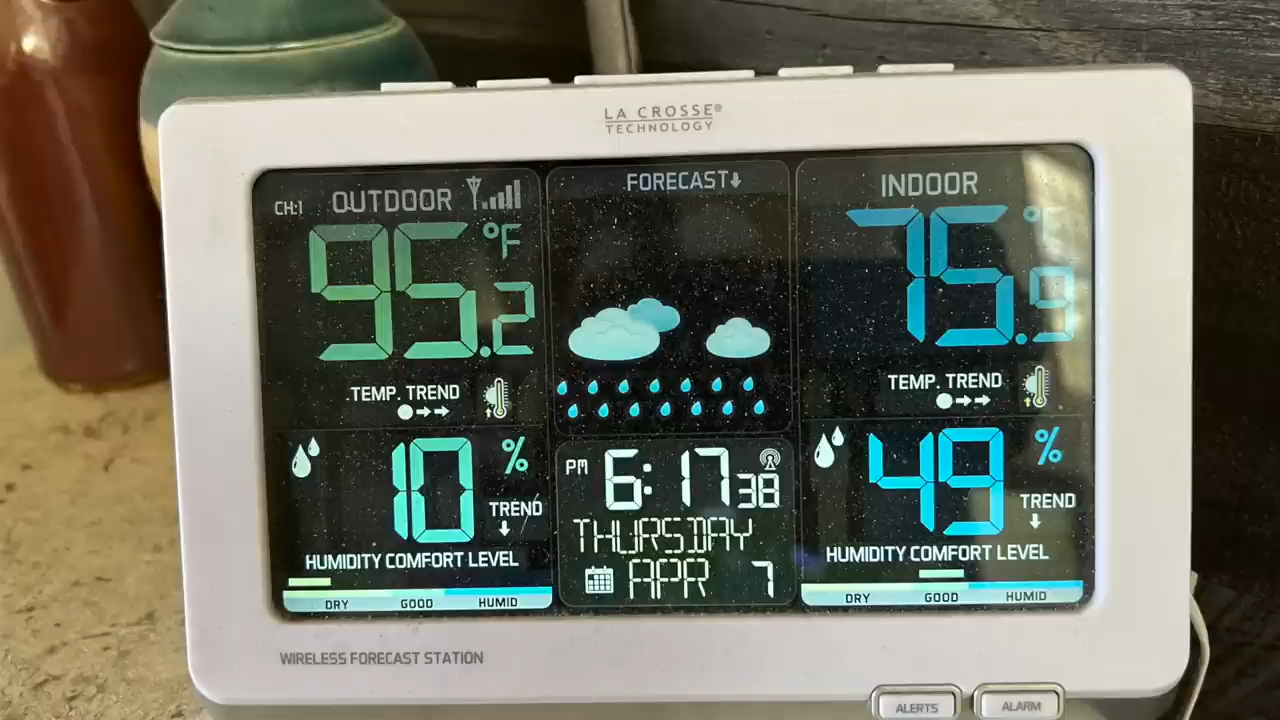 LA CROSSE®
TECHNOLOGY
CH:1 OUTDOOR
95.2 °F
TEMP. TREND
10 %
TREND
HUMIDITY COMFORT LEVEL
DRY GOOD HUMID
FORECAST
PM 6:17 38
THURSDAY
APR 7
INDOOR
75.9 °F
TEMP. TREND
49 %
TREND
HUMIDITY COMFORT LEVEL
DRY GOOD HUMID
WIRELESS FORECAST STATION
ALERTS ALARM